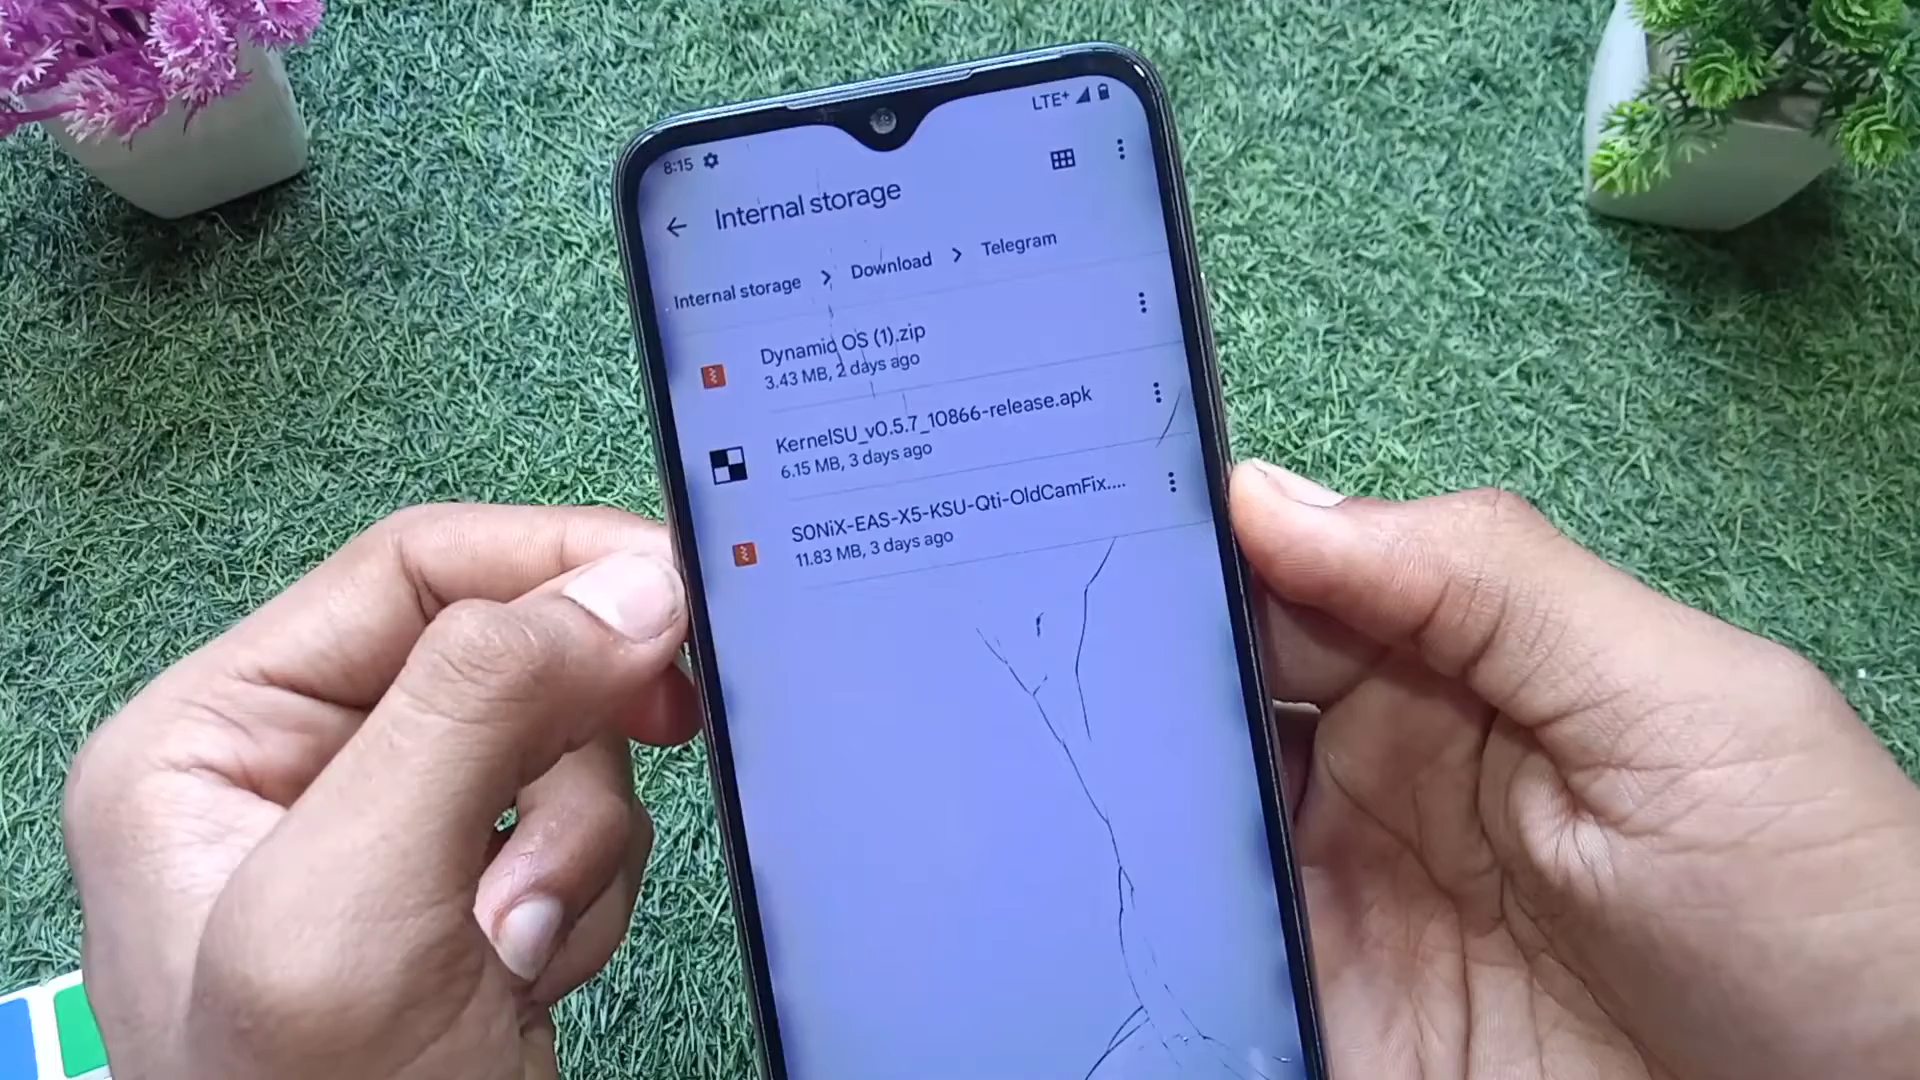 8:15
LTE+
Internal storage
Internal storage > Download > Telegram
Dynamic OS (1).zip
3.43 MB, 2 days ago
KernelSU_v0.5.7_10866-release.apk
6.15 MB, 3 days ago
SONiX-EAS-X5-KSU-Qti-OldCamFix....
11.83 MB, 3 days ago